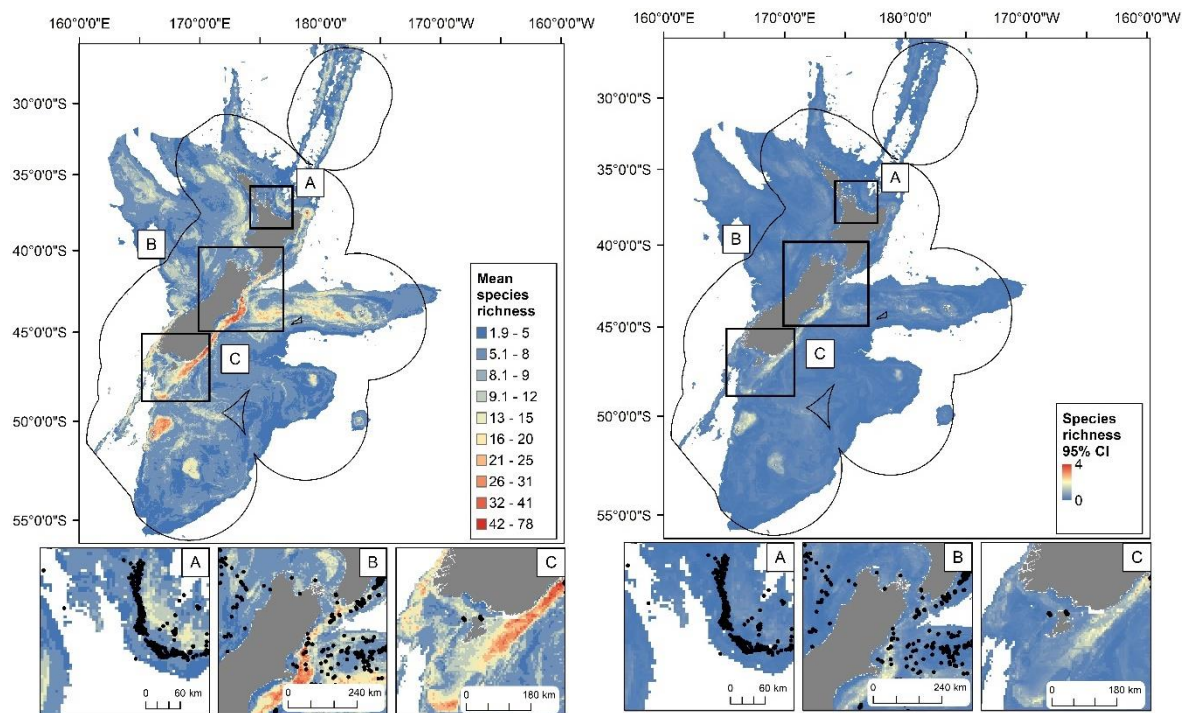 160°0'0"E 170°0'0"E 180°0'0" 170°0'0"W 160°0'0"W
30°0'0"S
35°0'0"S
40°0'0"S
45°0'0"S
50°0'0"S
55°0'0"S
A
B
C
Mean
species
richness
1.9 - 5
5.1 - 8
8.1 - 9
9.1 - 12
13 - 15
16 - 20
21 - 25
26 - 31
32 - 41
42 - 78
A
0 60 km
B
0 240 km
C
0 180 km
160°0'0"E 170°0'0"E 180°0'0" 170°0'0"W 160°0'0"W
30°0'0"S
35°0'0"S
40°0'0"S
45°0'0"S
50°0'0"S
55°0'0"S
A
B
C
Species
richness
95% CI
4
0
A
0 60 km
B
0 240 km
C
0 180 km